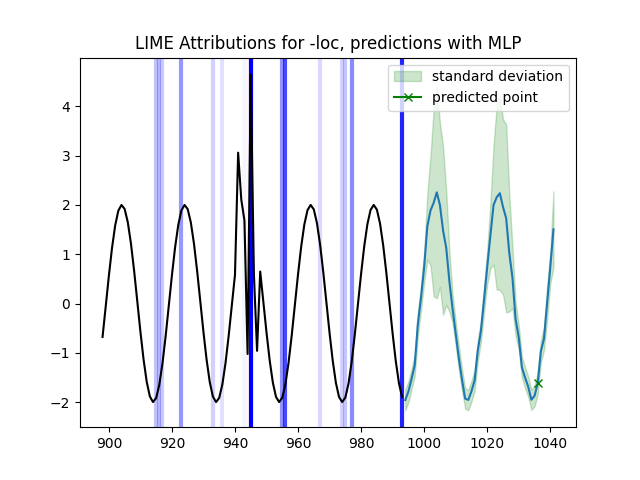 LIME Attributions for -loc, predictions with MLP
standard deviation
predicted point
4
3
2
1
0
−1
−2
900 920 940 960 980 1000 1020 1040